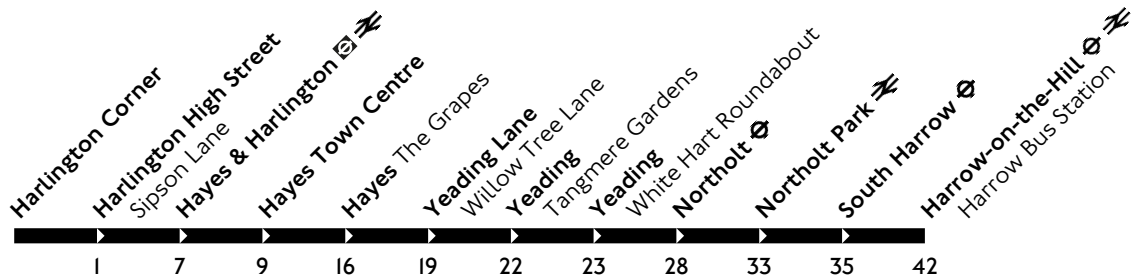 Harlington Corner
Harlington High Street
Sipson Lane
Hayes & Harlington
Hayes Town Centre
Hayes The Grapes
Yeading Lane
Willow Tree Lane
Yeading
Tangmere Gardens
Yeading
White Hart Roundabout
Northolt
Northolt Park
South Harrow
Harrow-on-the-Hill
Harrow Bus Station
1 7 9 16 19 22 23 28 33 35 42